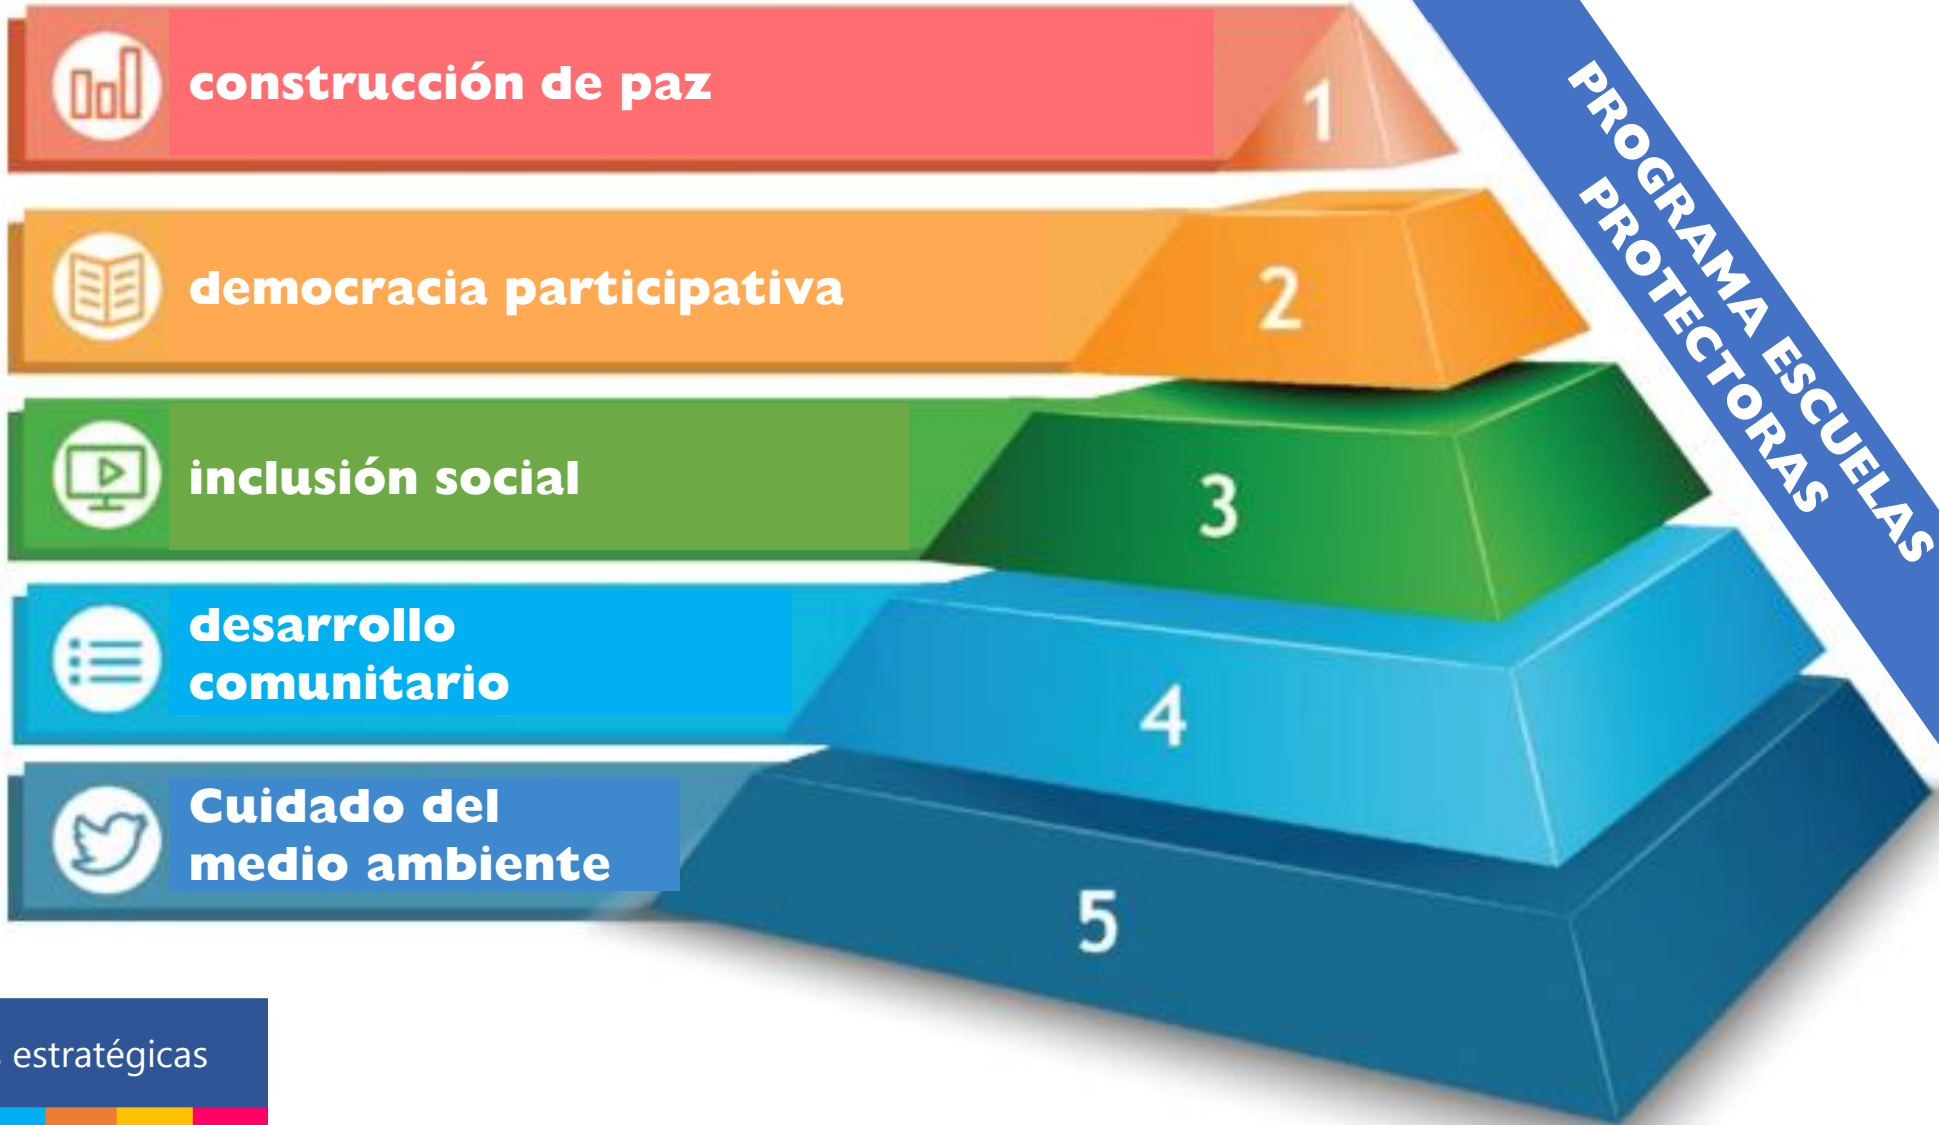 construcción de paz
1
democracia participativa
2
inclusión social
3
desarrollo
comunitario
4
Cuidado del
medio ambiente
5
PROGRAMA ESCUELAS
PROTECTORAS
estratégicas